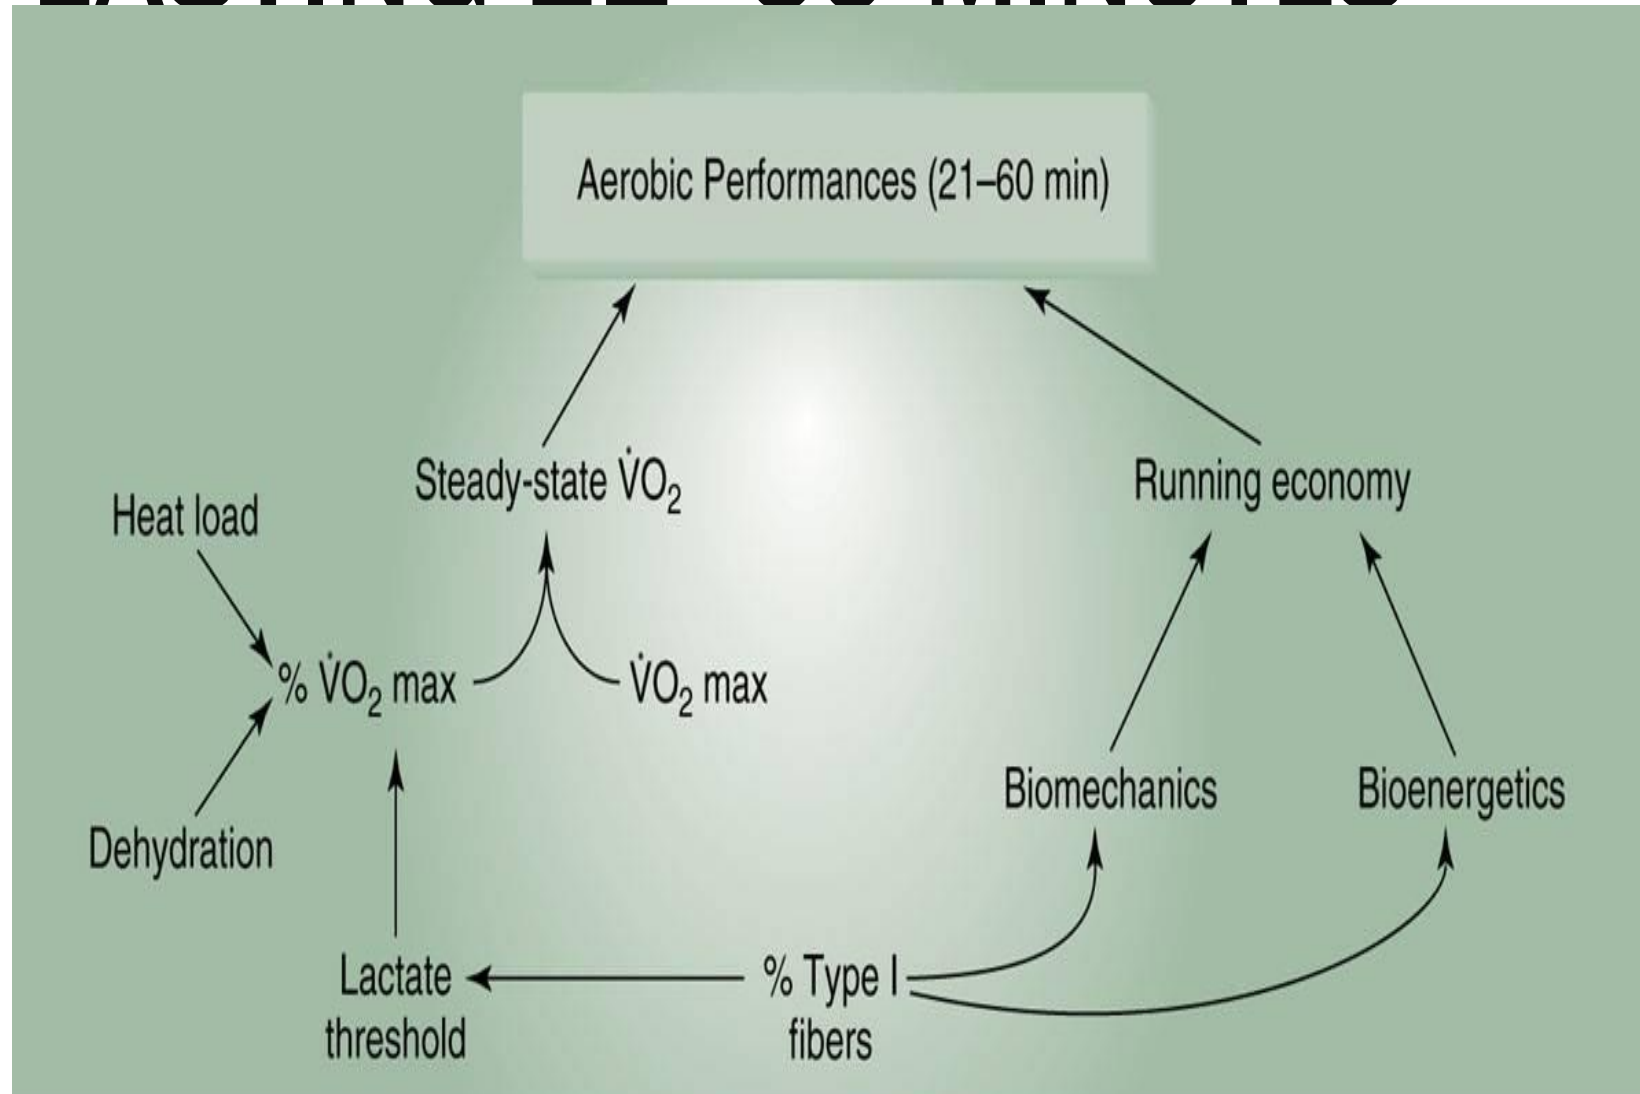 Aerobic Performances (21–60 min)
Steady-state V̇O₂
Running economy
Heat load
% V̇O₂ max
V̇O₂ max
Biomechanics
Bioenergetics
Dehydration
Lactate
threshold
% Type I
fibers